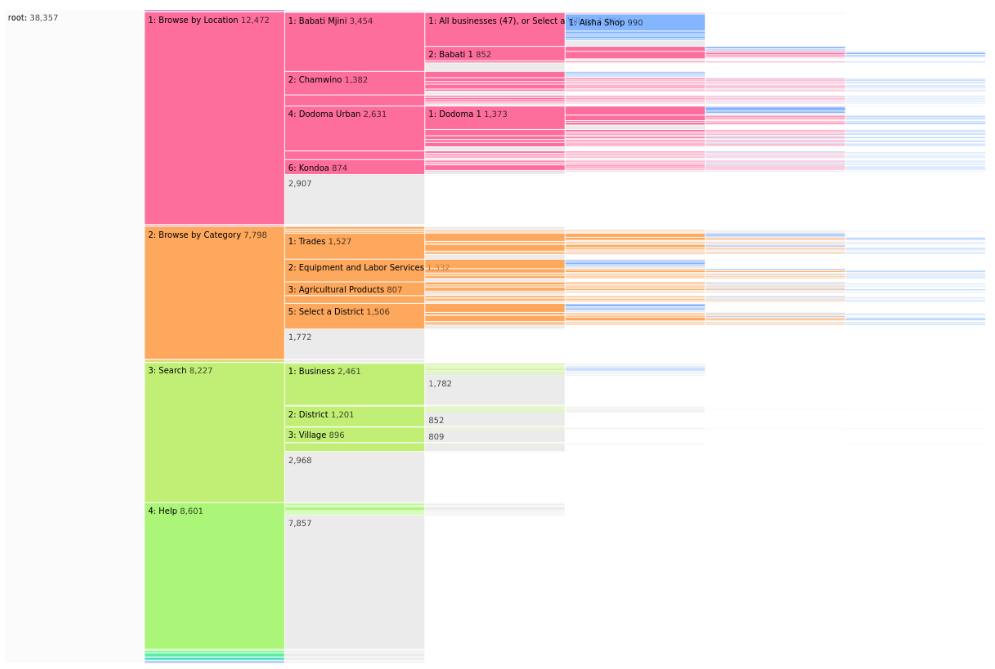 root: 38,357
1: Browse by Location 12,472
1: Babati Mjini 3,454
1: All businesses (47), or Select a
1: Aisha Shop 990
2: Babati 1 852
2: Chamwino 1,382
4: Dodoma Urban 2,631
1: Dodoma 1 1,373
6: Kondoa 874
2,907
2: Browse by Category 7,798
1: Trades 1,527
2: Equipment and Labor Services 1,332
3: Agricultural Products 807
5: Select a District 1,506
1,772
3: Search 8,227
1: Business 2,461
1,782
2: District 1,201
852
3: Village 896
809
2,968
4: Help 8,601
7,857